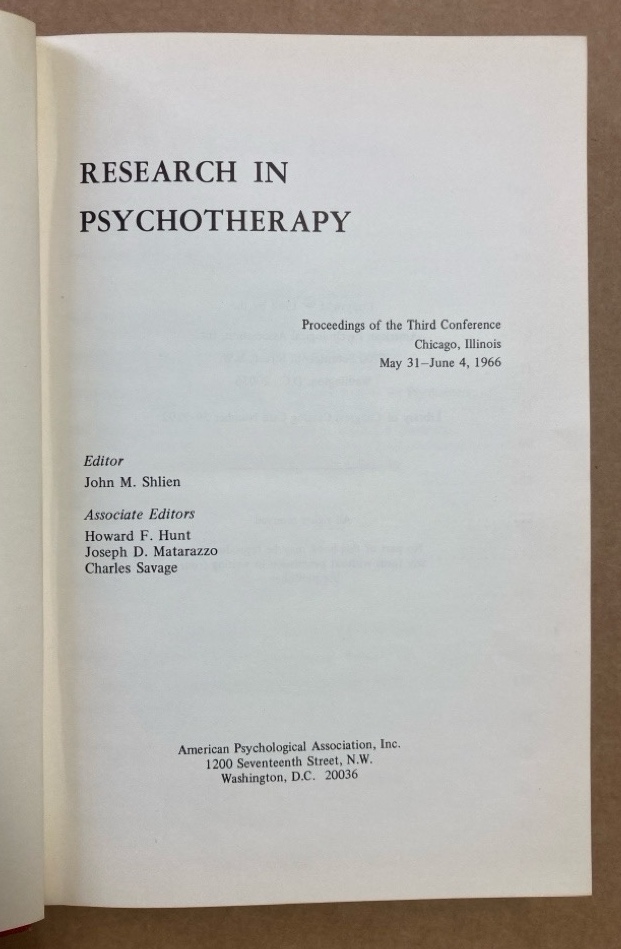 RESEARCH IN
PSYCHOTHERAPY
Proceedings of the Third Conference
Chicago, Illinois
May 31–June 4, 1966
Editor
John M. Shlien
Associate Editors
Howard F. Hunt
Joseph D. Matarazzo
Charles Savage
American Psychological Association, Inc.
1200 Seventeenth Street, N.W.
Washington, D.C. 20036